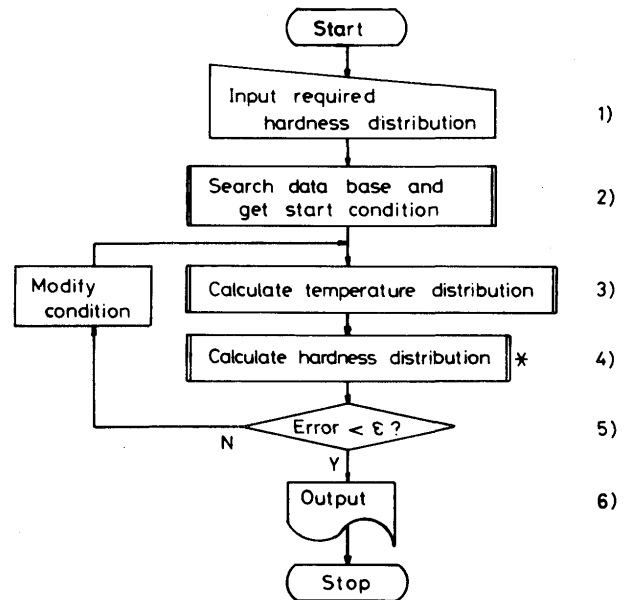 Start
Input required
hardness distribution
1)
Search data base and
get start condition
2)
Modify
condition
Calculate temperature distribution
3)
Calculate hardness distribution *
4)
Error < ε ?
5)
N
Y
Output
6)
Stop